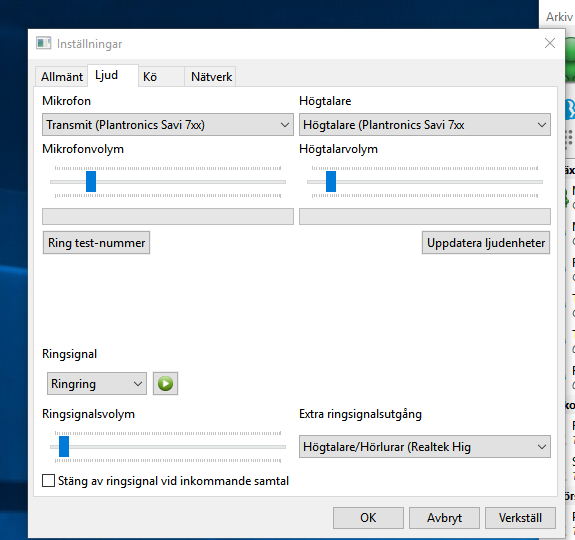 Arkiv
Inställningar
Allmänt Ljud Kö Nätverk
Mikrofon Högtalare
Transmit (Plantronics Savi 7xx) Högtalare (Plantronics Savi 7xx
Mikrofonvolym Högtalarvolym
Ring test-nummer Uppdatera ljudenheter
Ringsignal
Ringring
Ringsignalsvolym Extra ringsignalsutgång
Högtalare/Hörlurar (Realtek Hig
Stäng av ringsignal vid inkommande samtal
OK Avbryt Verkställ